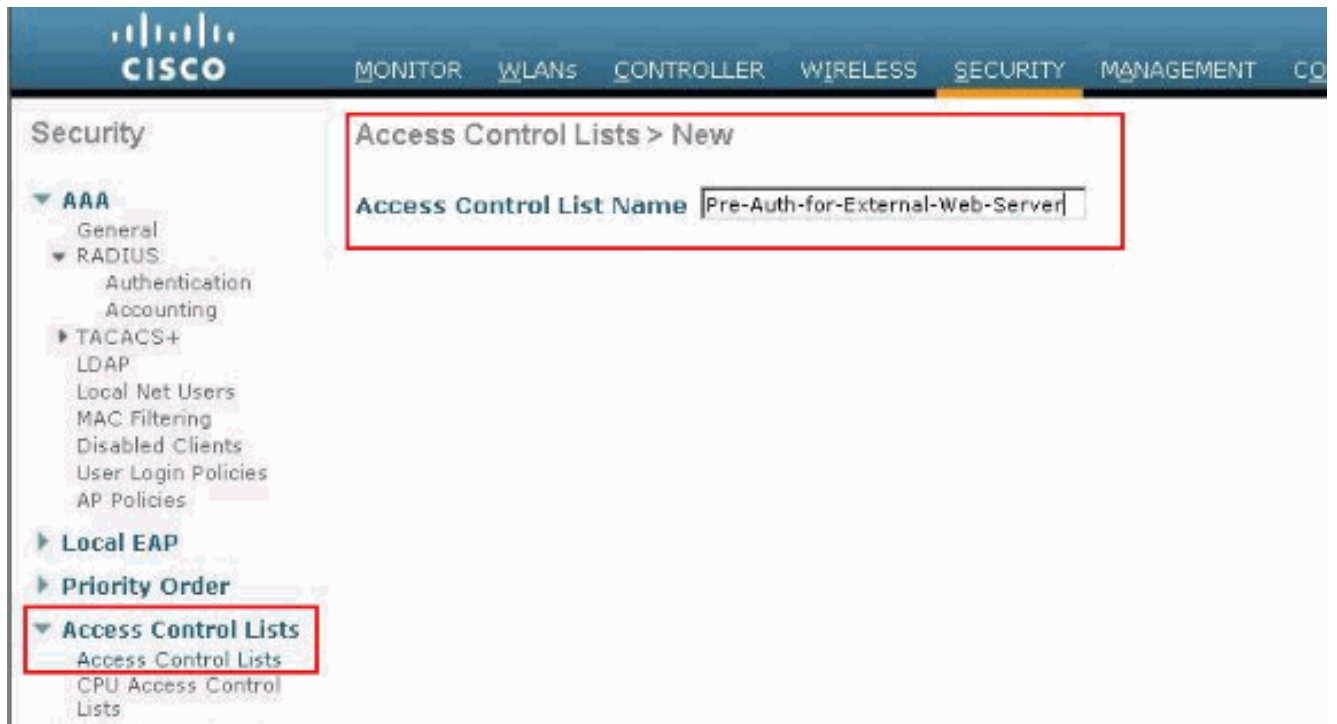 CISCO
MONITOR WLANs CONTROLLER WIRELESS SECURITY MANAGEMENT CO
Security
AAA
General
RADIUS
Authentication
Accounting
TACACS+
LDAP
Local Net Users
MAC Filtering
Disabled Clients
User Login Policies
AP Policies
Local EAP
Priority Order
Access Control Lists
Access Control Lists
CPU Access Control
Lists
Access Control Lists > New
Access Control List Name Pre-Auth-for-External-Web-Server